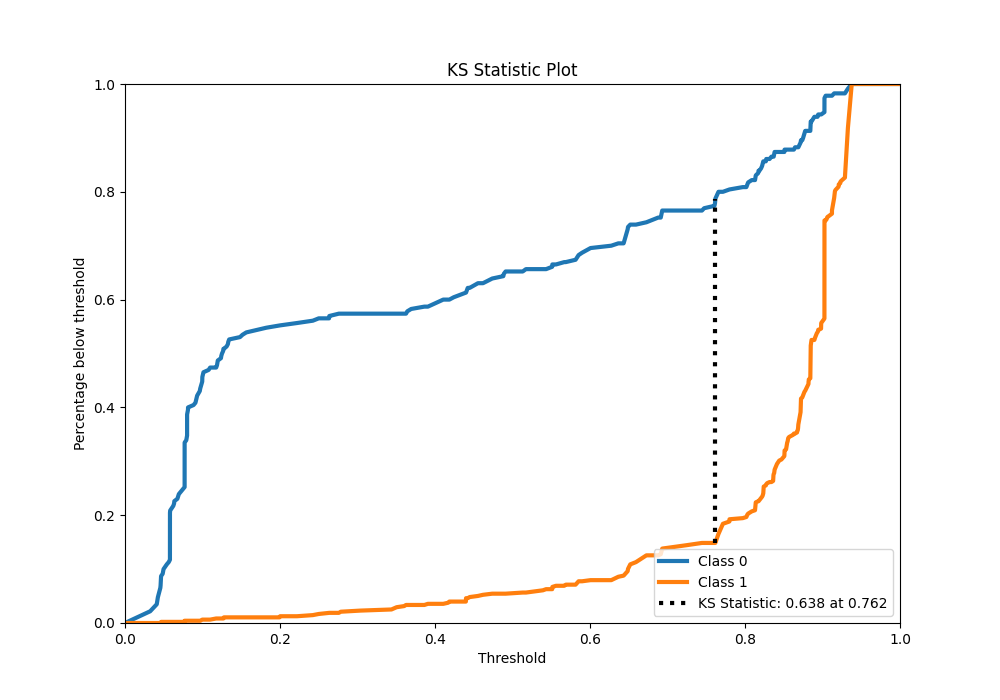 KS Statistic Plot
1.0
0.8
0.6
0.4
0.2
0.0
Percentage below threshold
0.0 0.2 0.4 0.6 0.8 1.0
Threshold
Class 0
Class 1
KS Statistic: 0.638 at 0.762